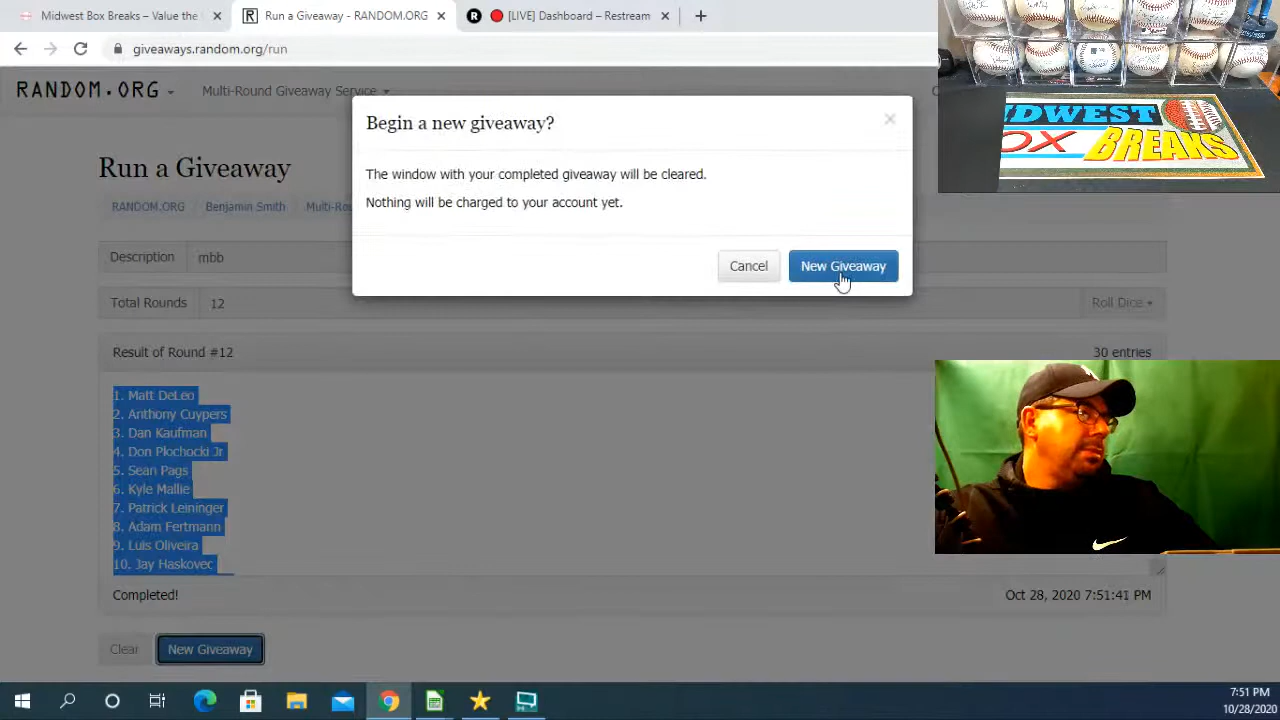 Midwest Box Breaks – Value the
Run a Giveaway - RANDOM.ORG
[LIVE] Dashboard – Restream
giveaways.random.org/run
RANDOM.ORG
Multi-Round Giveaway Service
Begin a new giveaway?
The window with your completed giveaway will be cleared.
Nothing will be charged to your account yet.
Cancel
New Giveaway
Run a Giveaway
RANDOM.ORG
Benjamin Smith
Multi-Rou
Description
mbb
Total Rounds
12
Roll Dice
Result of Round #12
30 entries
1. Matt DeLeo
2. Anthony Cuypers
3. Dan Kaufman
4. Don Plochocki Jr
5. Sean Pags
6. Kyle Mallie
7. Patrick Leininger
8. Adam Fertmann
9. Luis Oliveira
10. Jay Haskovec
Completed!
Oct 28, 2020 7:51:41 PM
Clear
New Giveaway
IDWEST
OX BREAKS
7:51 PM
10/28/2020